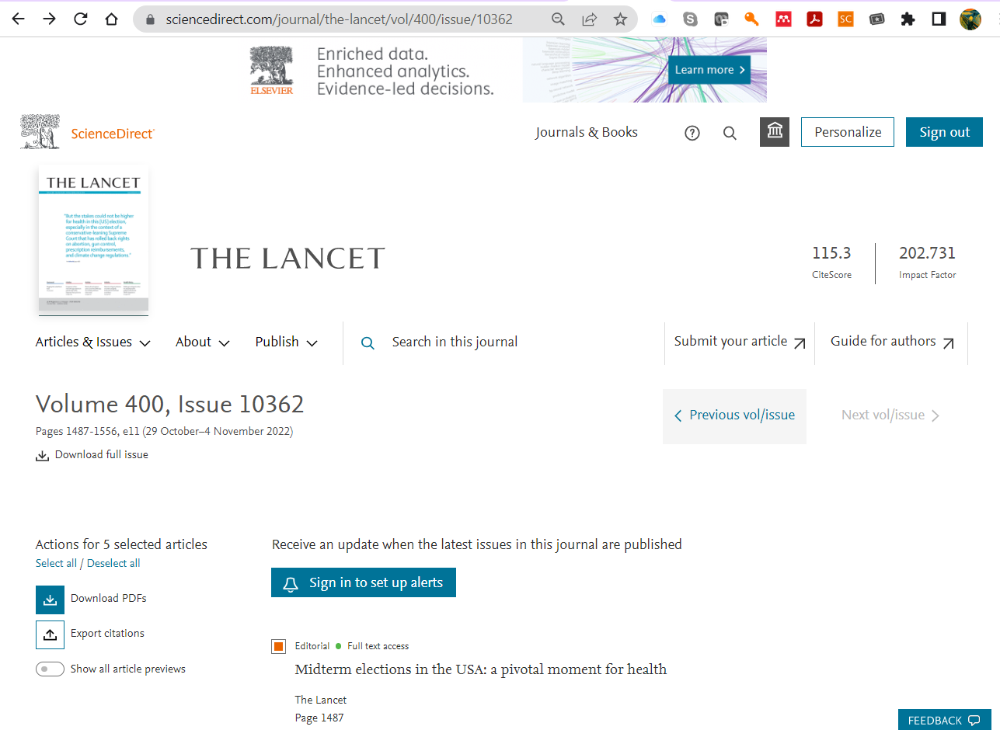 sciencedirect.com/journal/the-lancet/vol/400/issue/10362
SC
ELSEVIER
Enriched data.
Enhanced analytics.
Evidence-led decisions.
Learn more
ScienceDirect
Journals & Books
Personalize
Sign out
THE LANCET
"But the stakes could not be higher
for health in this [US] election,
especially in the context of a
conservative-leaning Supreme
Court that has rolled back rights
on abortion, gun control,
prescription reimbursements,
and climate change regulations."
THE LANCET
115.3
CiteScore
202.731
Impact Factor
Articles & Issues
About
Publish
Search in this journal
Submit your article
Guide for authors
Volume 400, Issue 10362
Pages 1487-1556, e11 (29 October–4 November 2022)
Download full issue
Previous vol/issue
Next vol/issue
Actions for 5 selected articles
Select all / Deselect all
Download PDFs
Export citations
Show all article previews
Receive an update when the latest issues in this journal are published
Sign in to set up alerts
Editorial
Full text access
Midterm elections in the USA: a pivotal moment for health
The Lancet
Page 1487
FEEDBACK